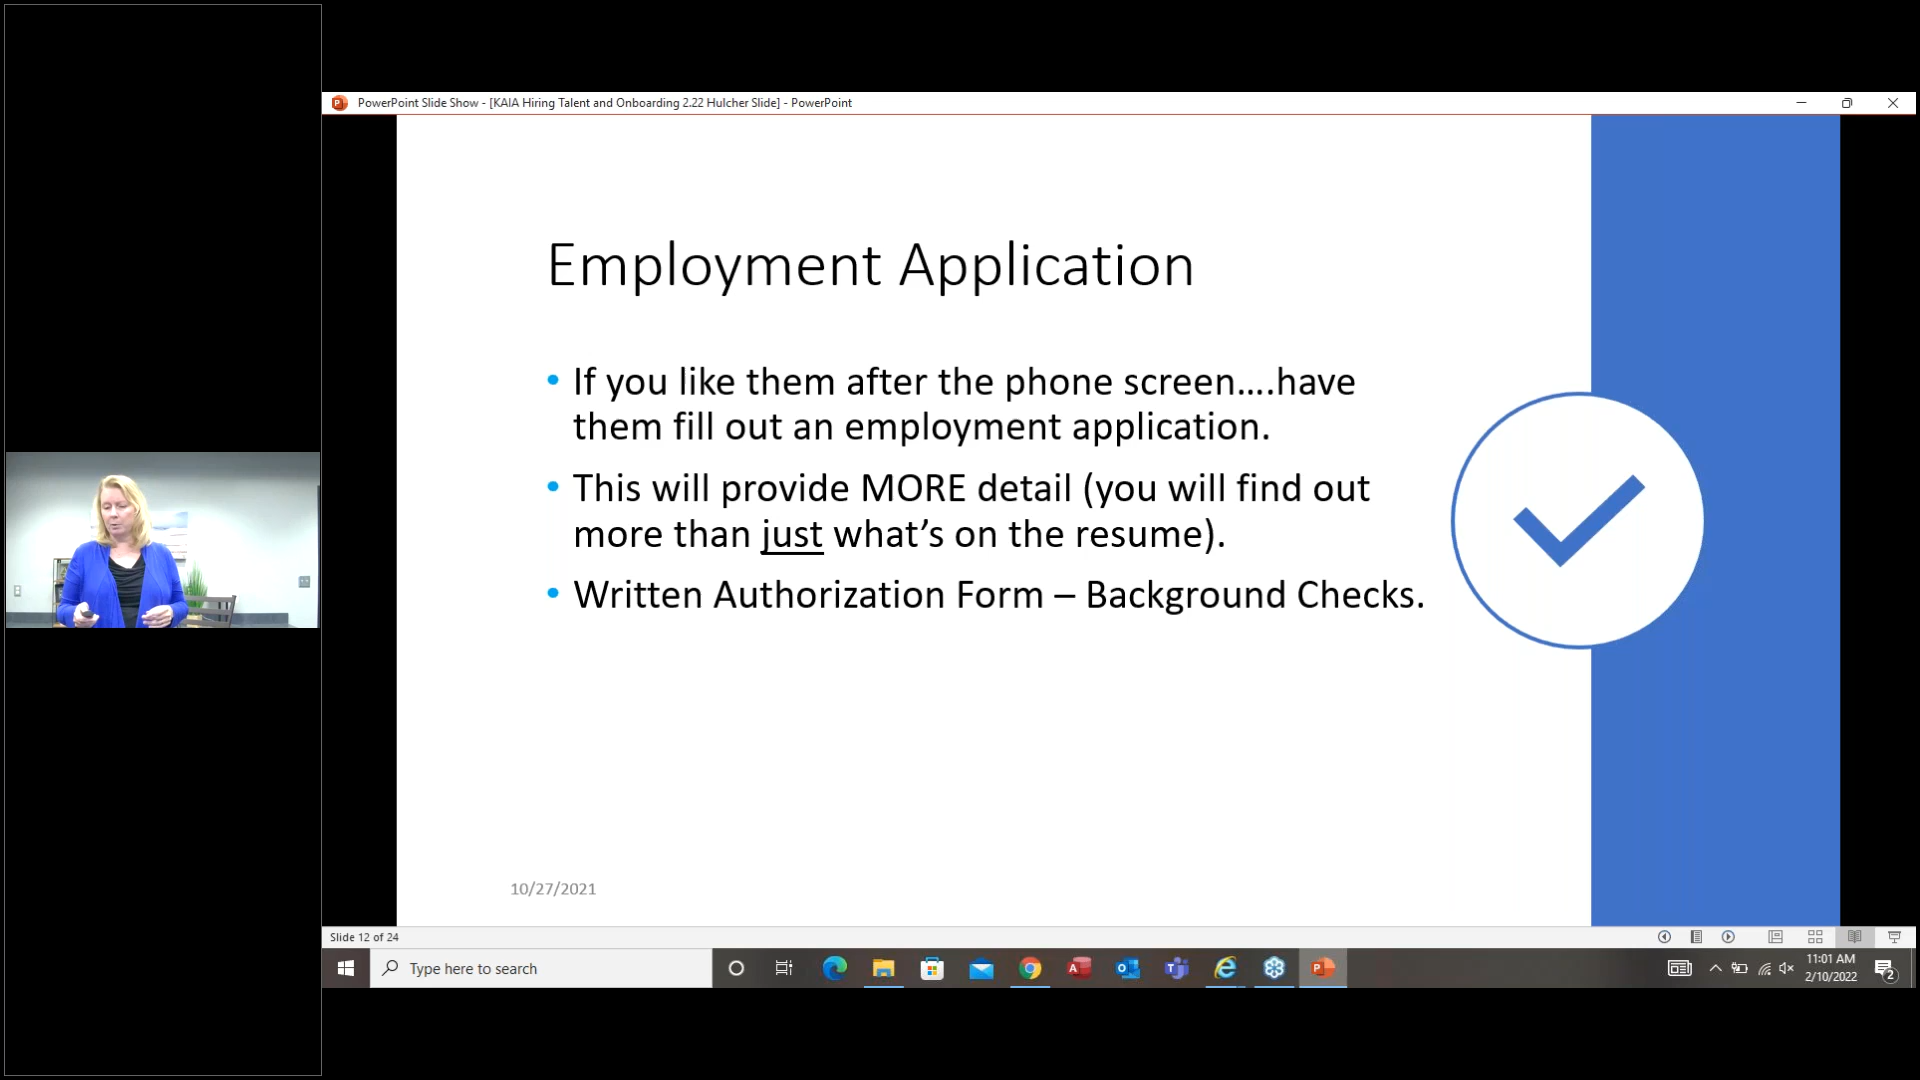 PowerPoint Slide Show - [KAIA Hiring Talent and Onboarding 2.22 Hulcher Slide] - PowerPoint
Employment Application
• If you like them after the phone screen....have
them fill out an employment application.
• This will provide MORE detail (you will find out
more than just what’s on the resume).
• Written Authorization Form – Background Checks.
10/27/2021
Slide 12 of 24
Type here to search
11:01 AM
2/10/2022
2